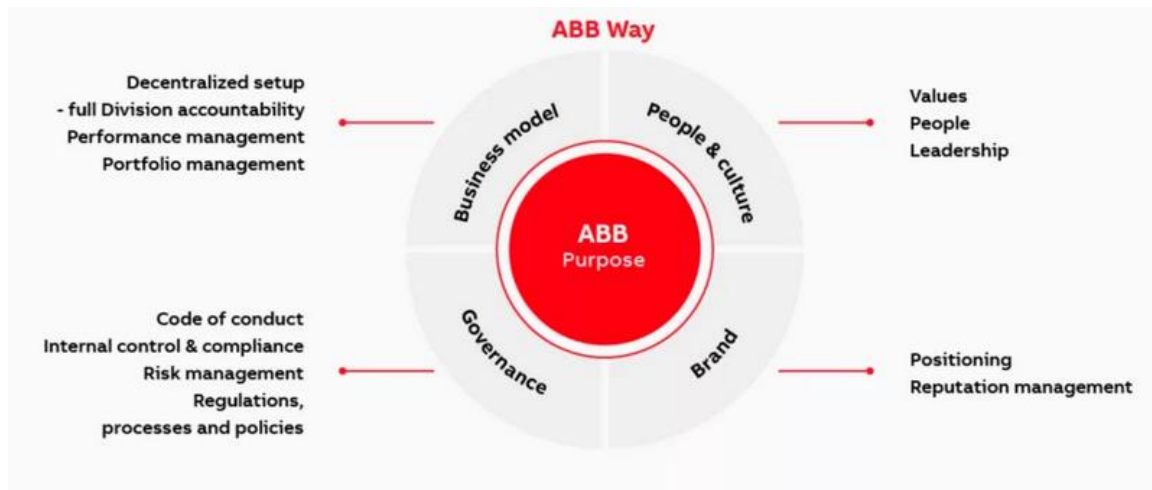 ABB Way
Decentralized setup
- full Division accountability
Performance management
Portfolio management
Business model
People & culture
Values
People
Leadership
ABB
Purpose
Code of conduct
Internal control & compliance
Risk management
Regulations,
processes and policies
Governance
Brand
Positioning
Reputation management